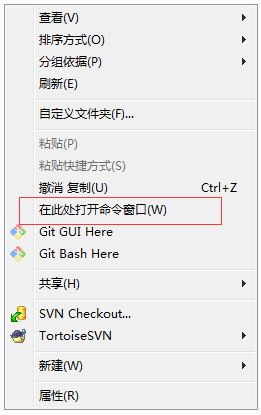 查看(V)
排序方式(O)
分组依据(P)
刷新(E)
自定义文件夹(F)...
粘贴(P)
粘贴快捷方式(S)
撤消 复制(U) Ctrl+Z
在此处打开命令窗口(W)
Git GUI Here
Git Bash Here
共享(H)
SVN Checkout...
TortoiseSVN
新建(W)
属性(R)